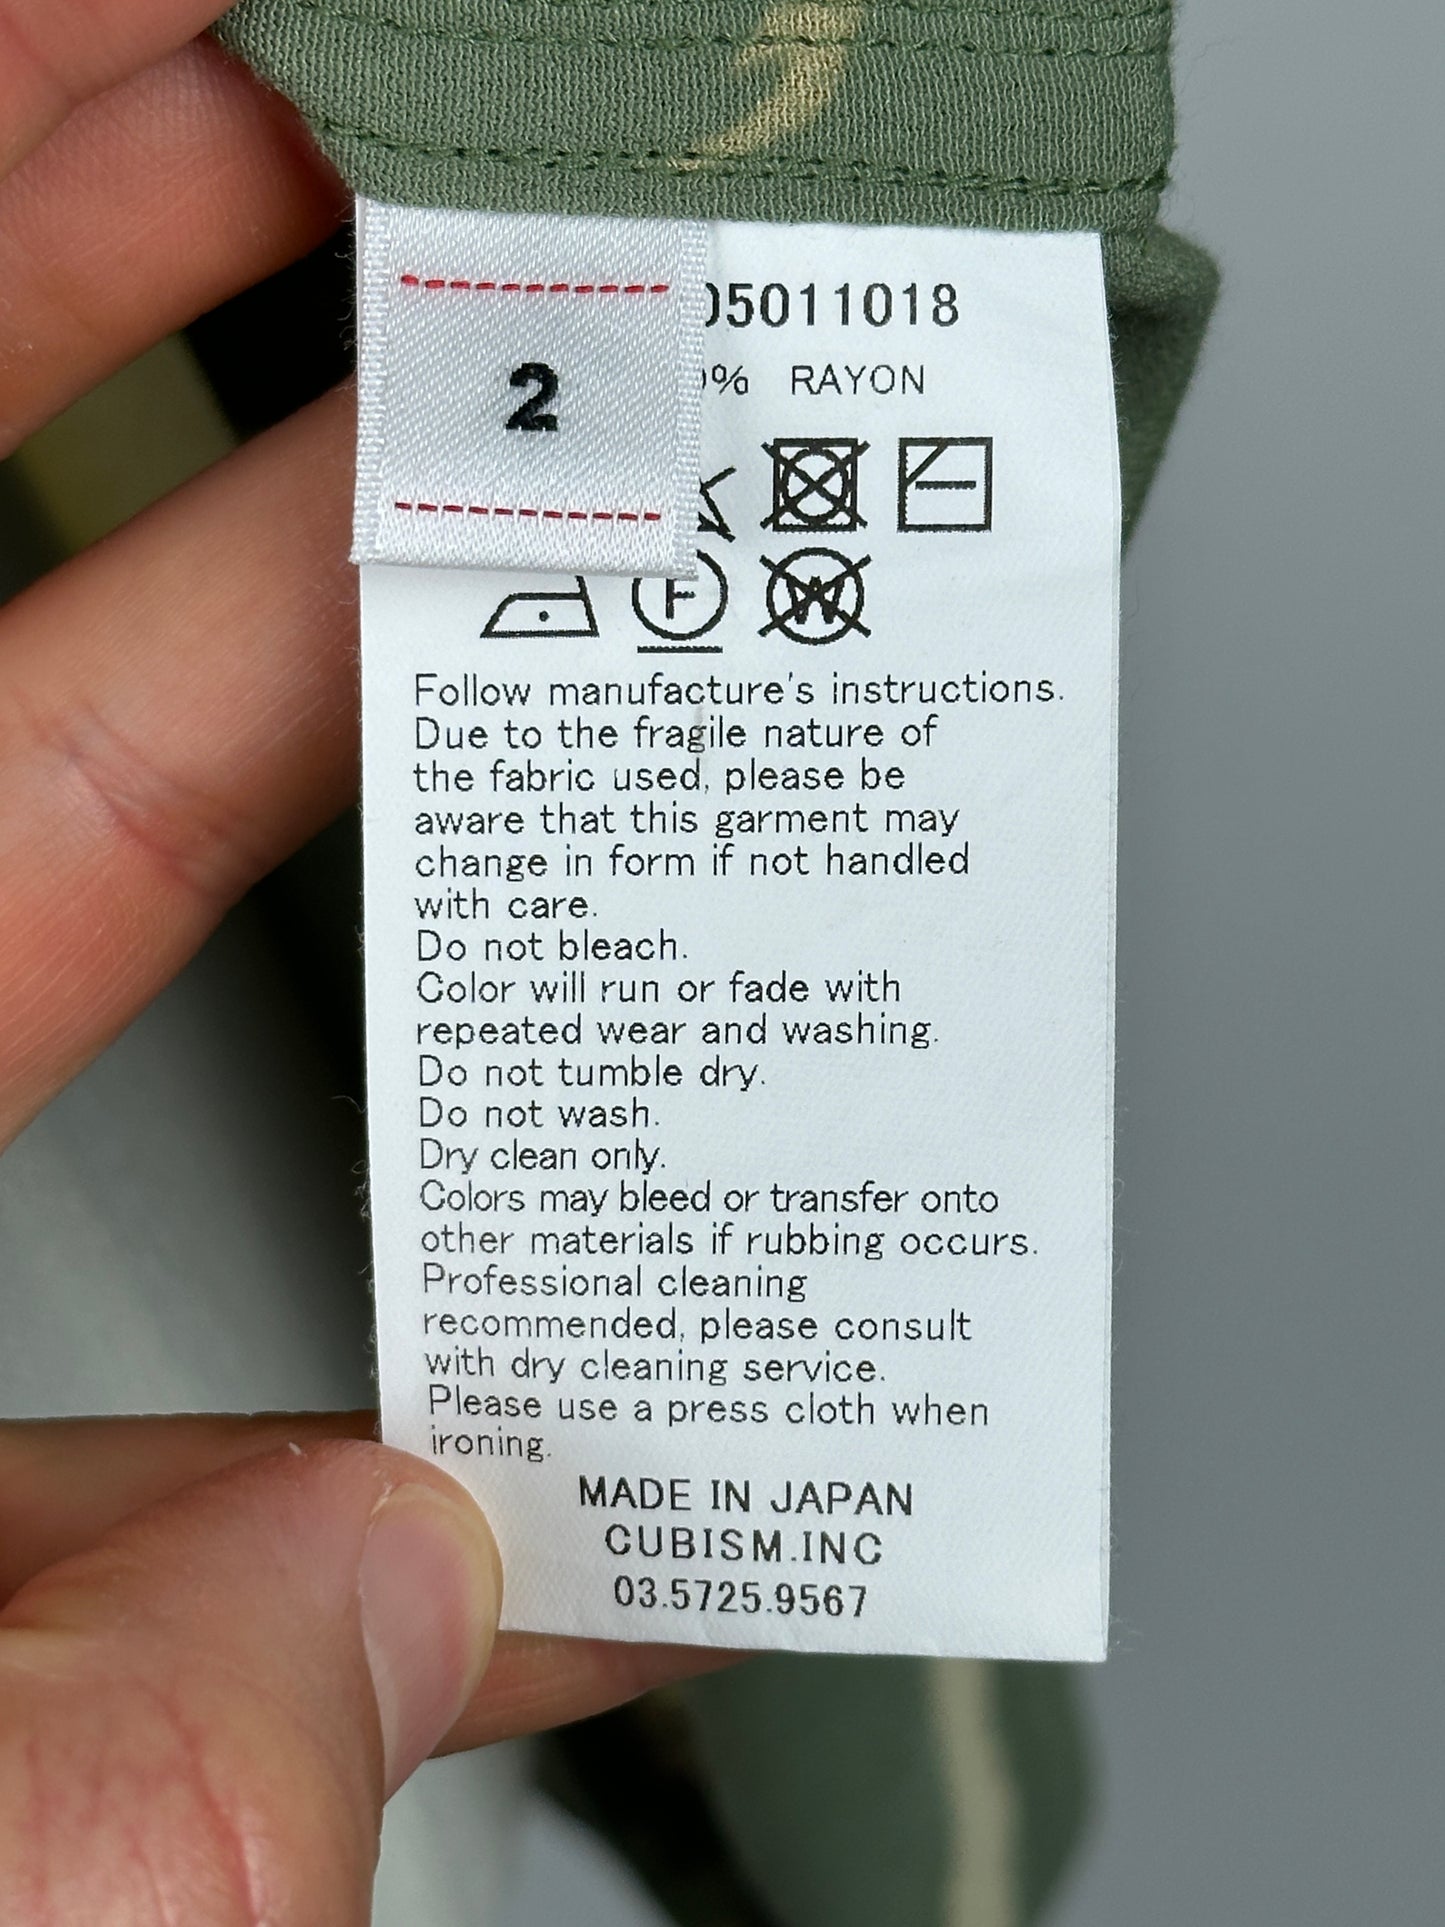 2
05011018
% RAYON
F
W
Follow manufacture's instructions.
Due to the fragile nature of
the fabric used, please be
aware that this garment may
change in form if not handled
with care.
Do not bleach.
Color will run or fade with
repeated wear and washing.
Do not tumble dry.
Do not wash.
Dry clean only.
Colors may bleed or transfer onto
other materials if rubbing occurs.
Professional cleaning
recommended, please consult
with dry cleaning service.
Please use a press cloth when
ironing.
MADE IN JAPAN
CUBISM.INC
03.5725.9567